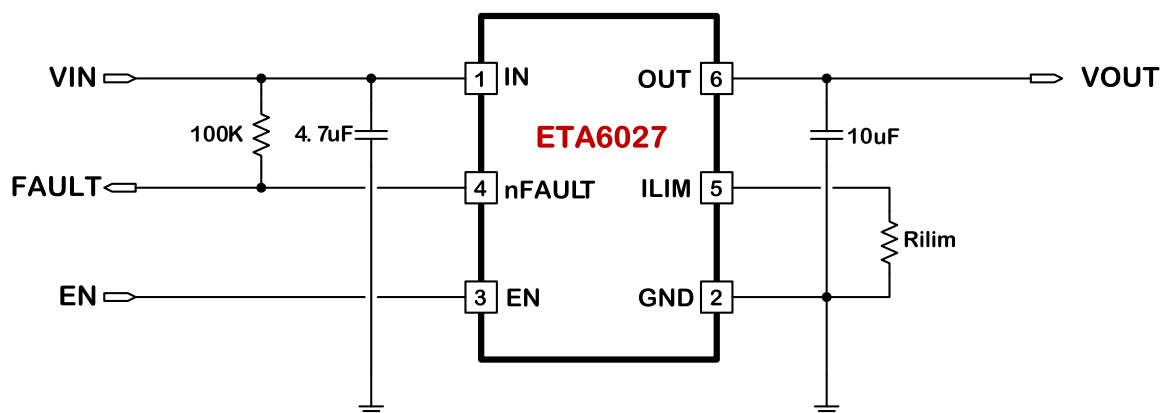 VIN
1
IN
OUT
6
VOUT
100K
4.7uF
ETA6027
10uF
FAULT
4
nFAULT
ILIM
5
Rilim
EN
3
EN
GND
2